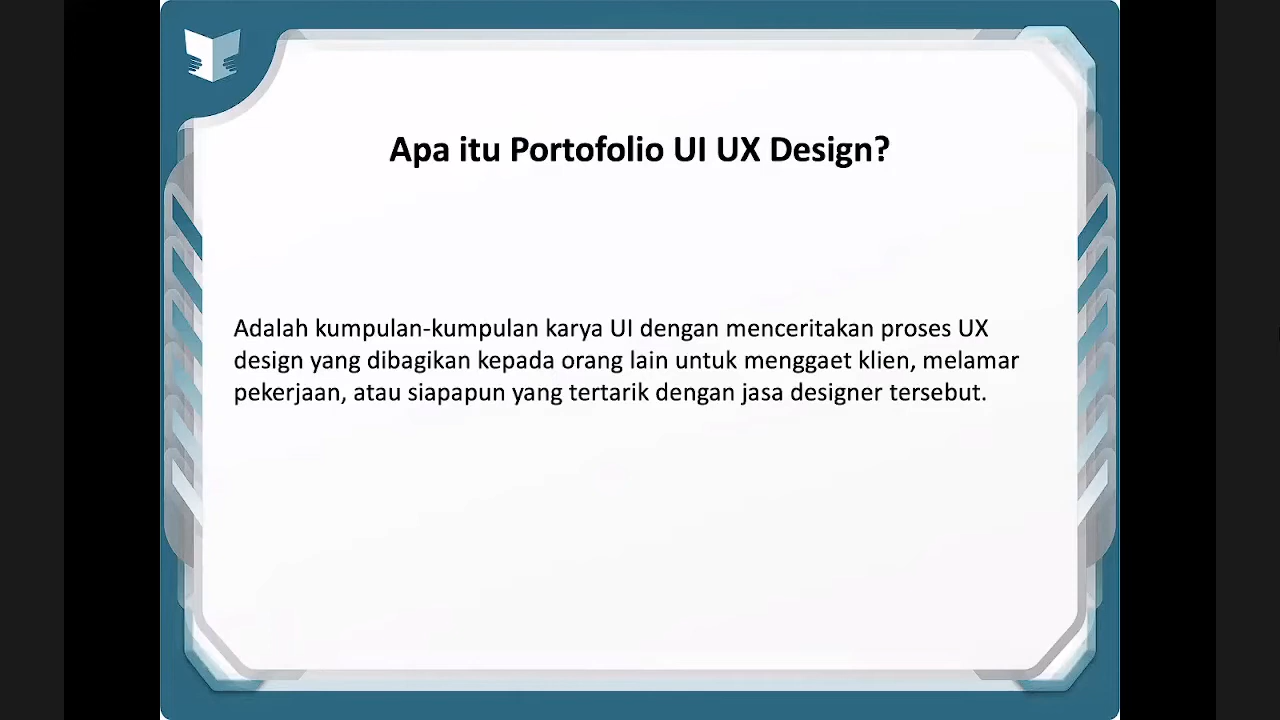 Apa itu Portofolio UI UX Design?
Adalah kumpulan-kumpulan karya UI dengan menceritakan proses UX
design yang dibagikan kepada orang lain untuk menggaet klien, melamar
pekerjaan, atau siapapun yang tertarik dengan jasa designer tersebut.